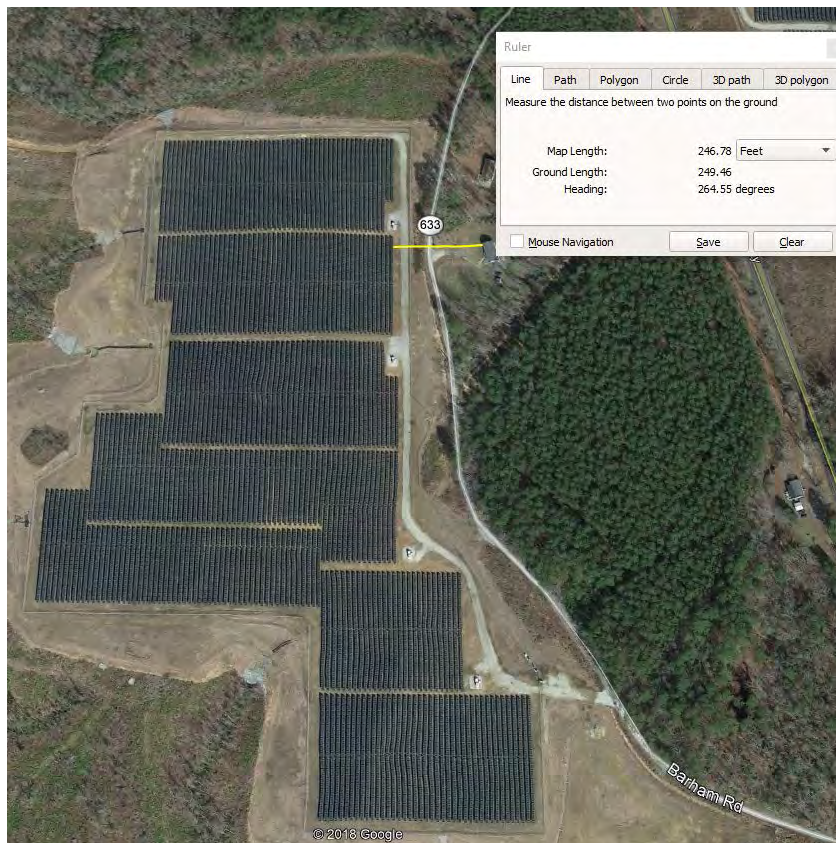 Ruler
Line Path Polygon Circle 3D path 3D polygon
Measure the distance between two points on the ground
Map Length: 246.78 Feet
Ground Length: 249.46
Heading: 264.55 degrees
Mouse Navigation Save Clear
633
Barham Rd
© 2018 Google